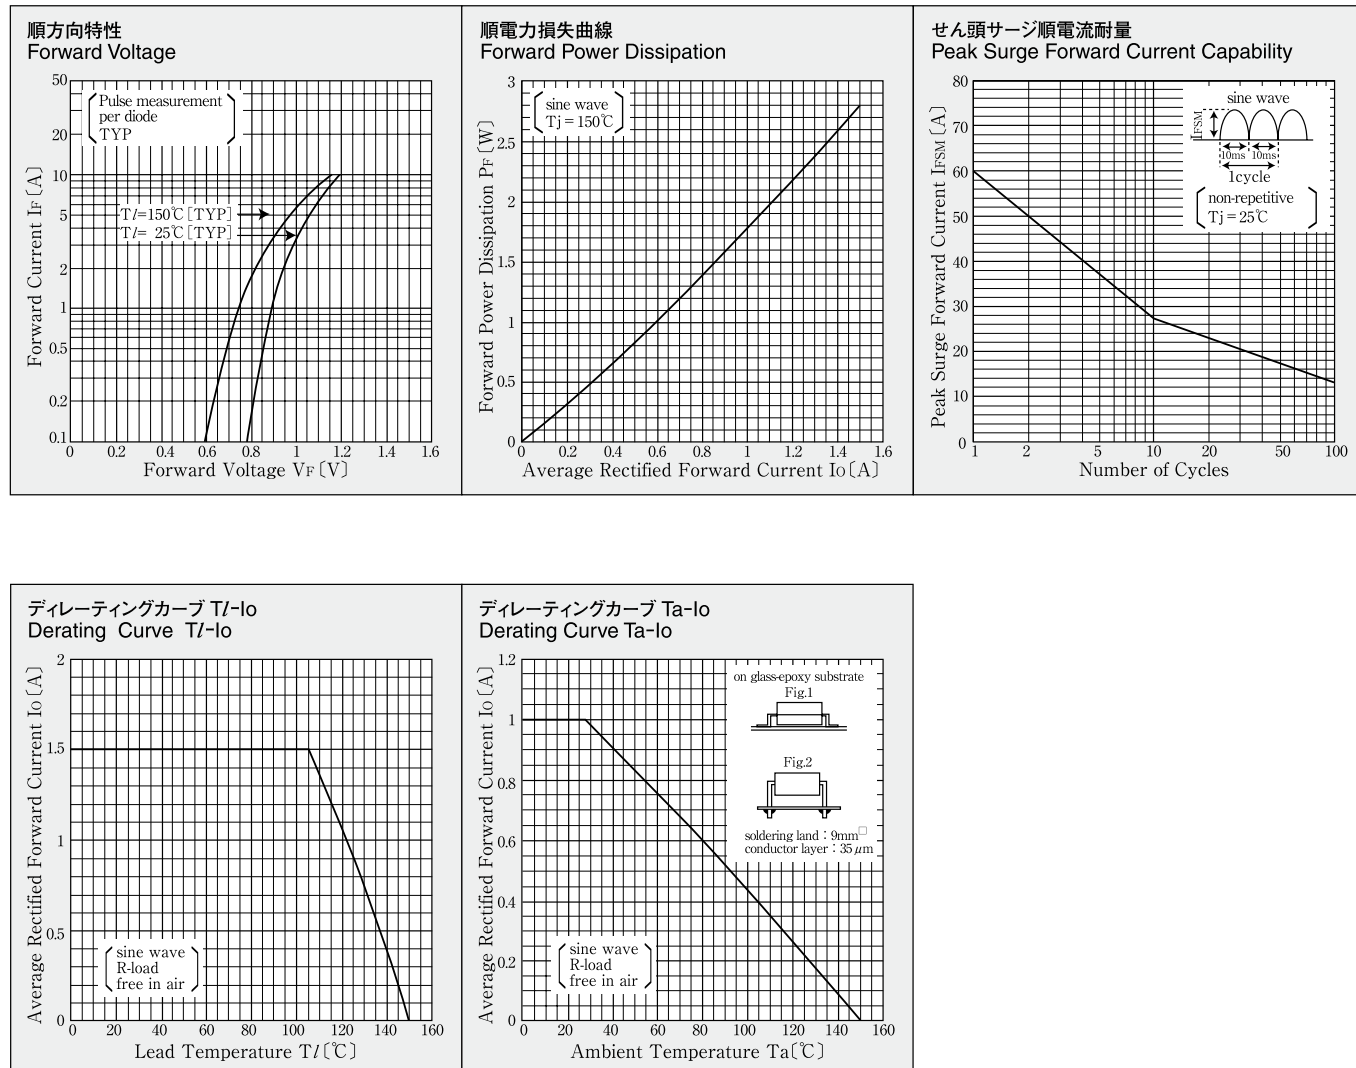 順方向特性
Forward Voltage
50
20
10
5
2
1
0.5
0.2
0.1
Forward Current IF〔A〕
Pulse measurement
per diode
TYP
Tl=150℃[TYP]
Tl= 25℃[TYP]
0 0.2 0.4 0.6 0.8 1 1.2 1.4 1.6
Forward Voltage VF〔V〕
順電力損失曲線
Forward Power Dissipation
3
2.5
2
1.5
1
0.5
0
Forward Power Dissipation PF〔W〕
sine wave
Tj = 150℃
0 0.2 0.4 0.6 0.8 1 1.2 1.4 1.6
Average Rectified Forward Current IO〔A〕
せん頭サージ順電流耐量
Peak Surge Forward Current Capability
80
70
60
50
40
30
20
10
0
Peak Surge Forward Current IFSM〔A〕
sine wave
IFSM
10ms 10ms
1cycle
non-repetitive
Tj = 25℃
1 2 5 10 20 50 100
Number of Cycles
ディレーティングカーブ Tl-Io
Derating Curve Tl-Io
2
1.5
1
0.5
0
Average Rectified Forward Current IO〔A〕
sine wave
R-load
free in air
0 20 40 60 80 100 120 140 160
Lead Temperature Tl〔℃〕
ディレーティングカーブ Ta-Io
Derating Curve Ta-Io
1.2
1
0.8
0.6
0.4
0.2
0
Average Rectified Forward Current IO〔A〕
on glass-epoxy substrate
Fig.1
Fig.2
soldering land : 9mm□
conductor layer : 35μm
sine wave
R-load
free in air
0 20 40 60 80 100 120 140 160
Ambient Temperature Ta〔℃〕